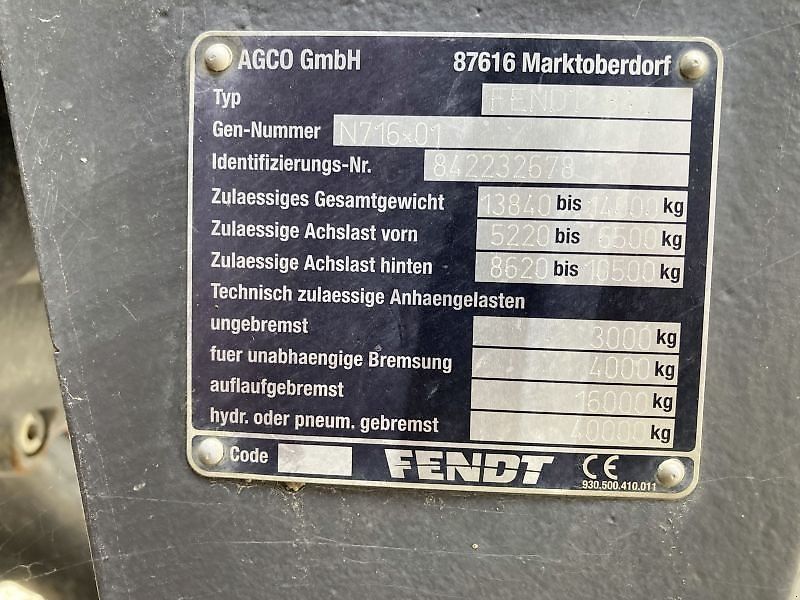 AGCO GmbH 87616 Marktoberdorf
Typ FENDT
Gen-Nummer N716*01
Identifizierungs-Nr. 842232678
Zulaessiges Gesamtgewicht 13840 bis kg
Zulaessige Achslast vorn 5220 bis 6500 kg
Zulaessige Achslast hinten 8620 bis 10500 kg
Technisch zulaessige Anhaengelasten
ungebremst 3000 kg
fuer unabhaengige Bremsung 4000 kg
auflaufgebremst 16000 kg
hydr. oder pneum. gebremst 40000 kg
Code FENDT CE
930.500.410.011